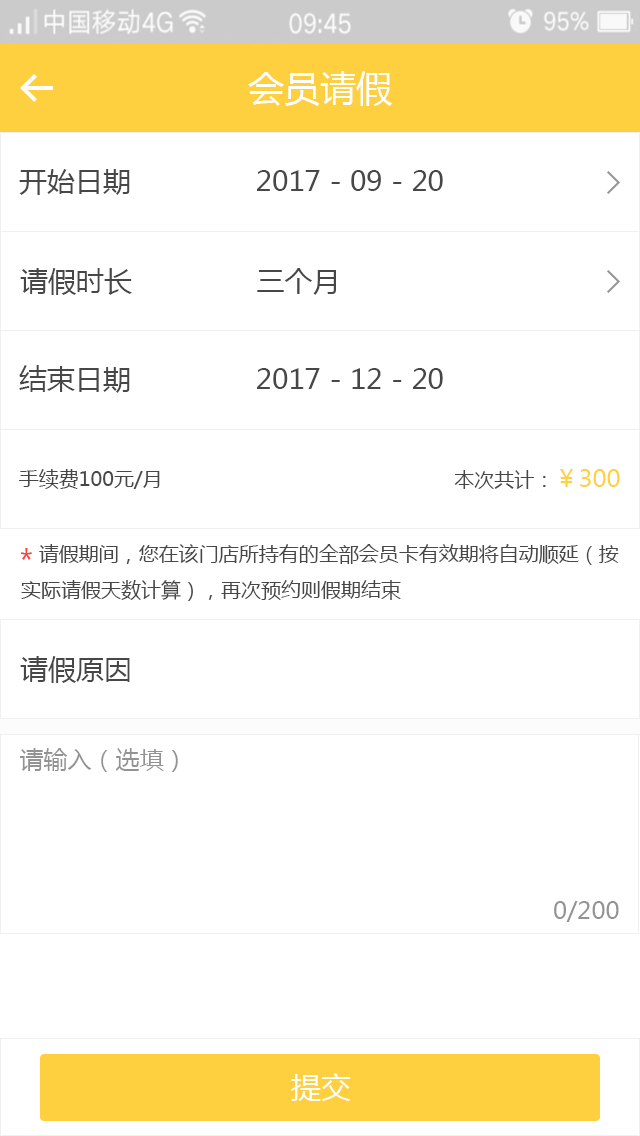 中国移动4G 09:45 95%
会员请假
开始日期 2017 - 09 - 20
请假时长 三个月
结束日期 2017 - 12 - 20
手续费100元/月 本次共计：￥300
* 请假期间，您在该门店所持有的全部会员卡有效期将自动顺延（按
实际请假天数计算），再次预约则假期结束
请假原因
请输入（选填）
0/200
提交